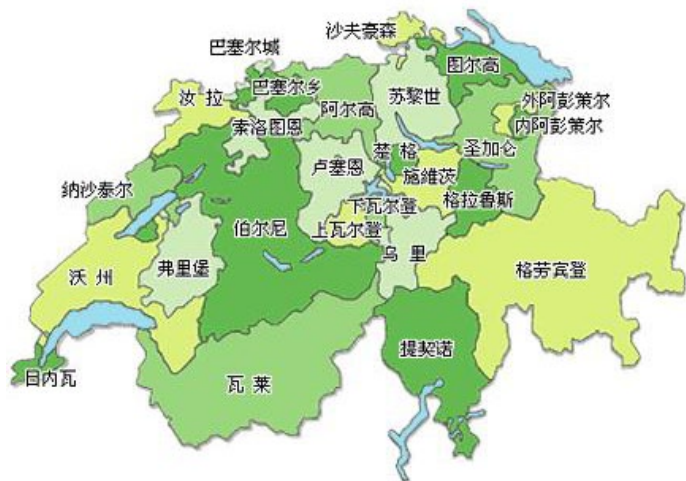 沙夫豪森
巴塞尔城
图尔高
巴塞尔乡
苏黎世
汝拉
阿尔高
外阿彭策尔
内阿彭策尔
索洛图恩
圣加仑
楚格
卢塞恩
施維茨
纳沙泰尔
格拉鲁斯
下瓦尔登
伯尔尼
上瓦尔登
乌里
弗里堡
沃州
格劳宾登
提契诺
日内瓦
瓦莱